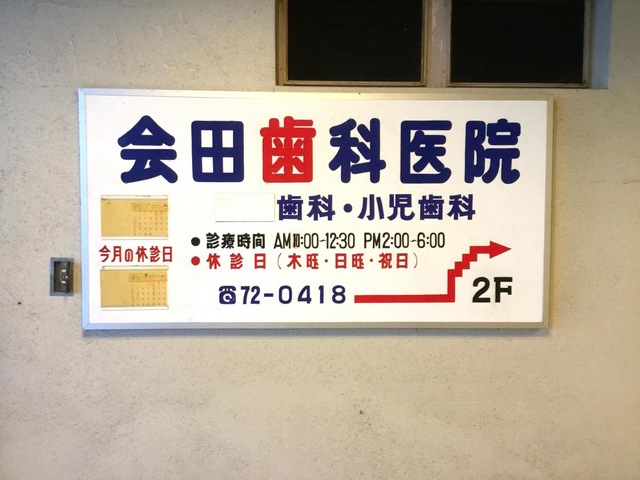 会田歯科医院
歯科・小児歯科
●診療時間 AM10:00-12:30 PM2:00-6:00
●休診日（木旺・日旺・祝日）
今月の休診日
☎72-0418
2F